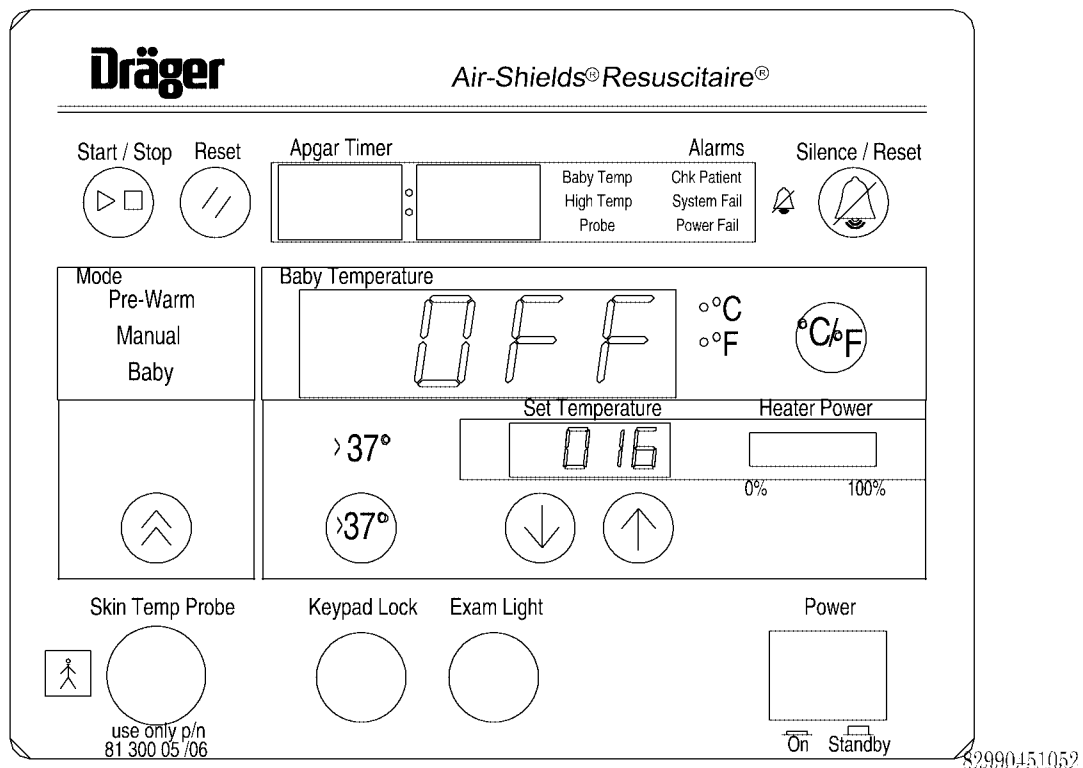 Dräger
Air-Shields® Resuscitaire®
Start / Stop
Reset
Apgar Timer
Alarms
Silence / Reset
Baby Temp
Chk Patient
High Temp
System Fail
Probe
Power Fail
Mode
Pre-Warm
Manual
Baby
Baby Temperature
OFF
°C
°F
°C/°F
Set Temperature
Heater Power
016
0%
100%
>37°
>37°
Skin Temp Probe
Keypad Lock
Exam Light
Power
use only p/n
81 300 05 /06
On
Standby
82990451052